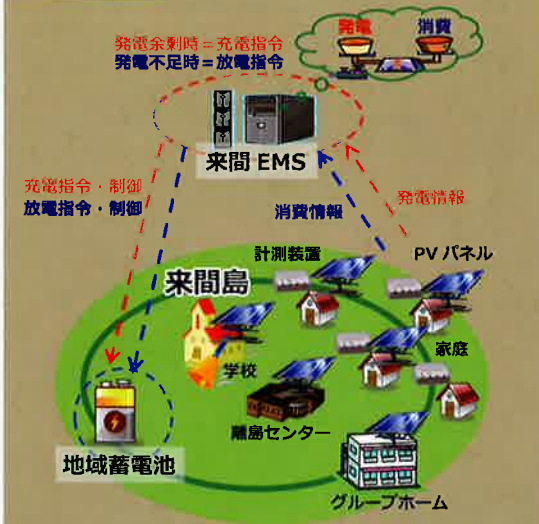 発電 消費
発電余剰時＝充電指令
発電不足時＝放電指令
来間 EMS
充電指令・制御
放電指令・制御
消費情報
発電情報
計測装置
PV パネル
来間島
学校
家庭
離島センター
地域蓄電池
グループホーム